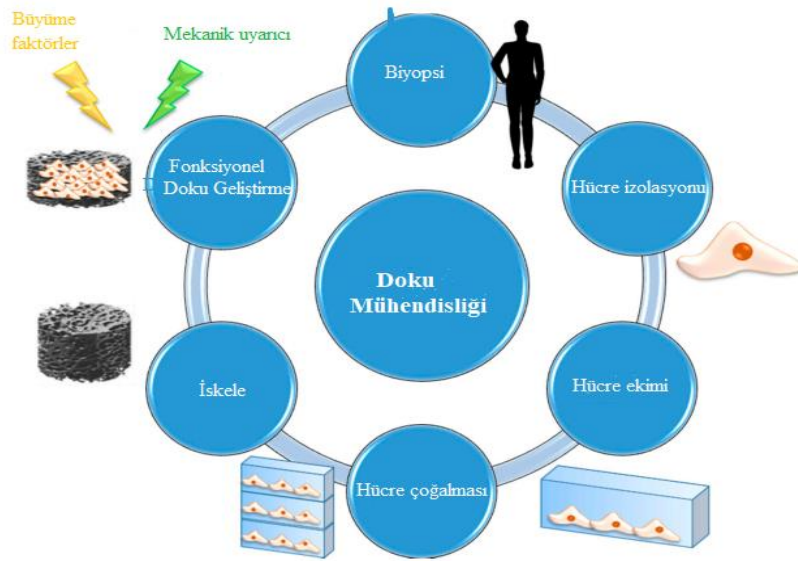 Büyüme
faktörler
Mekanik uyarıcı
Biyopsi
Hücre izolasyonu
Hücre ekimi
Hücre çoğalması
İskele
Fonksiyonel
Doku Geliştirme
Doku
Mühendisliği